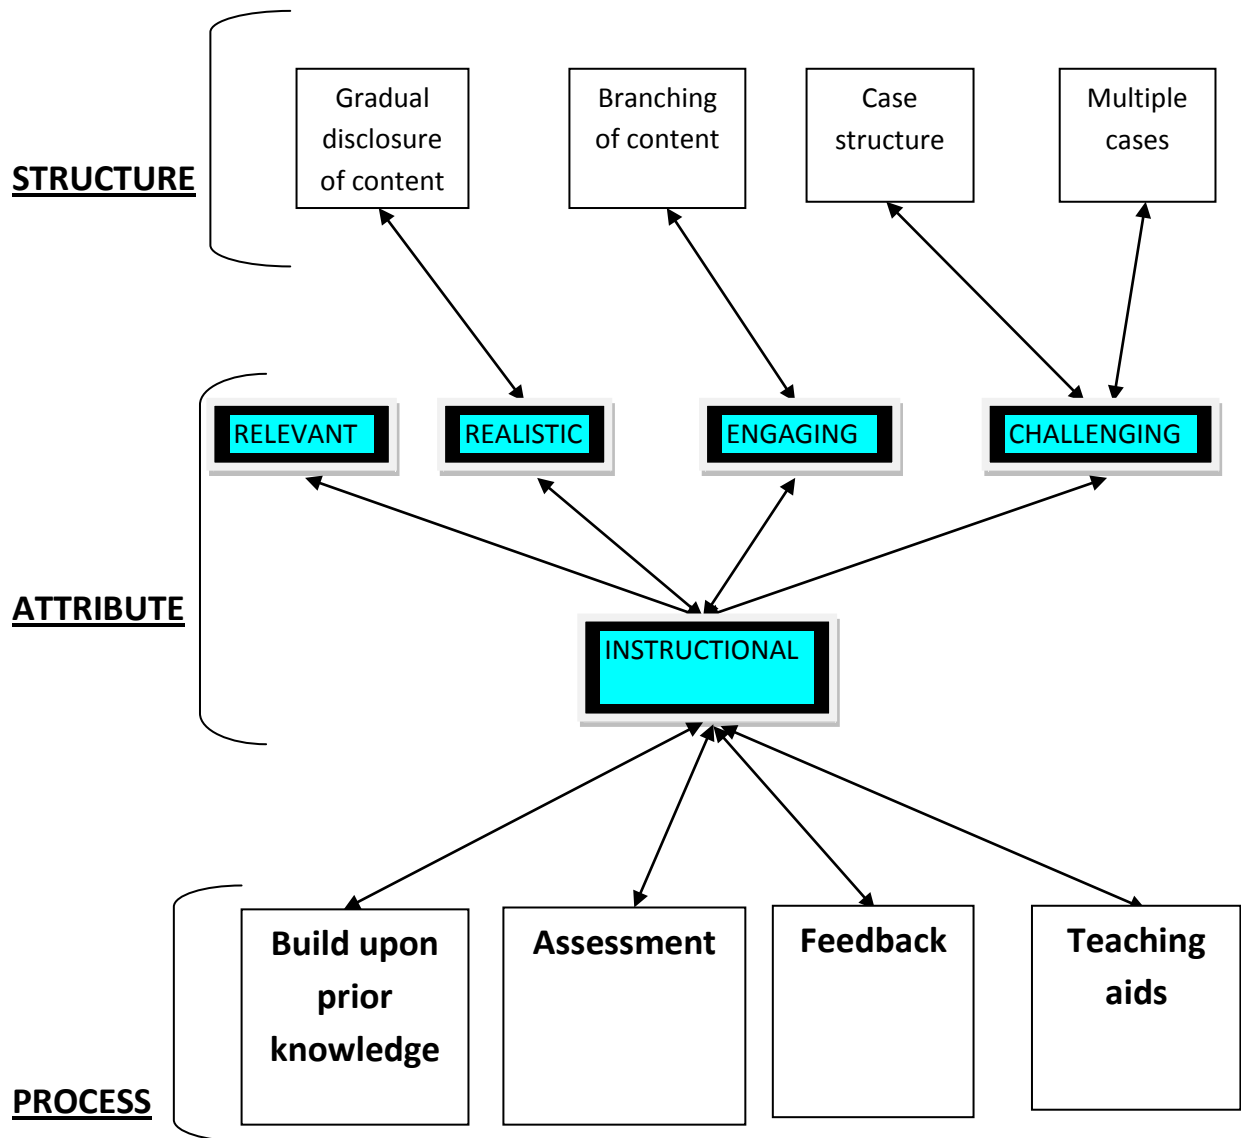 Gradual
disclosure
of content
Branching
of content
Case
structure
Multiple
cases
STRUCTURE
RELEVANT
REALISTIC
ENGAGING
CHALLENGING
ATTRIBUTE
INSTRUCTIONAL
Build upon
prior
knowledge
Assessment
Feedback
Teaching
aids
PROCESS